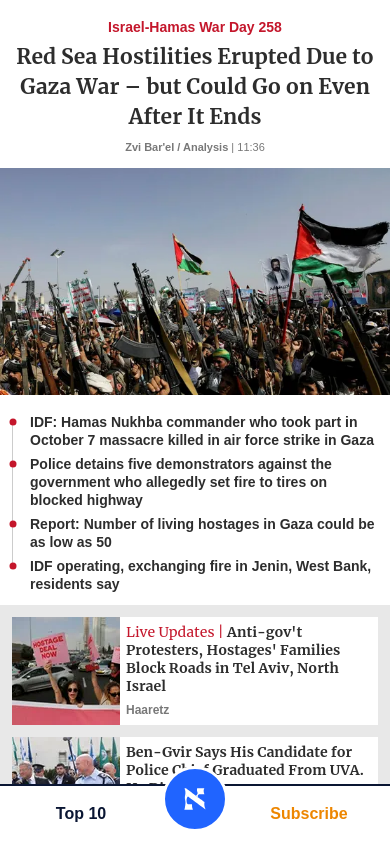 Israel-Hamas War Day 258
Red Sea Hostilities Erupted Due to
Gaza War – but Could Go on Even
After It Ends
Zvi Bar'el / Analysis | 11:36
IDF: Hamas Nukhba commander who took part in
October 7 massacre killed in air force strike in Gaza
Police detains five demonstrators against the
government who allegedly set fire to tires on
blocked highway
Report: Number of living hostages in Gaza could be
as low as 50
IDF operating, exchanging fire in Jenin, West Bank,
residents say
HOSTAGE
DEAL
NOW
Live Updates | Anti-gov't
Protesters, Hostages' Families
Block Roads in Tel Aviv, North
Israel
Haaretz
Ben-Gvir Says His Candidate for
Police Graduated From UVA.
Top 10
Subscribe